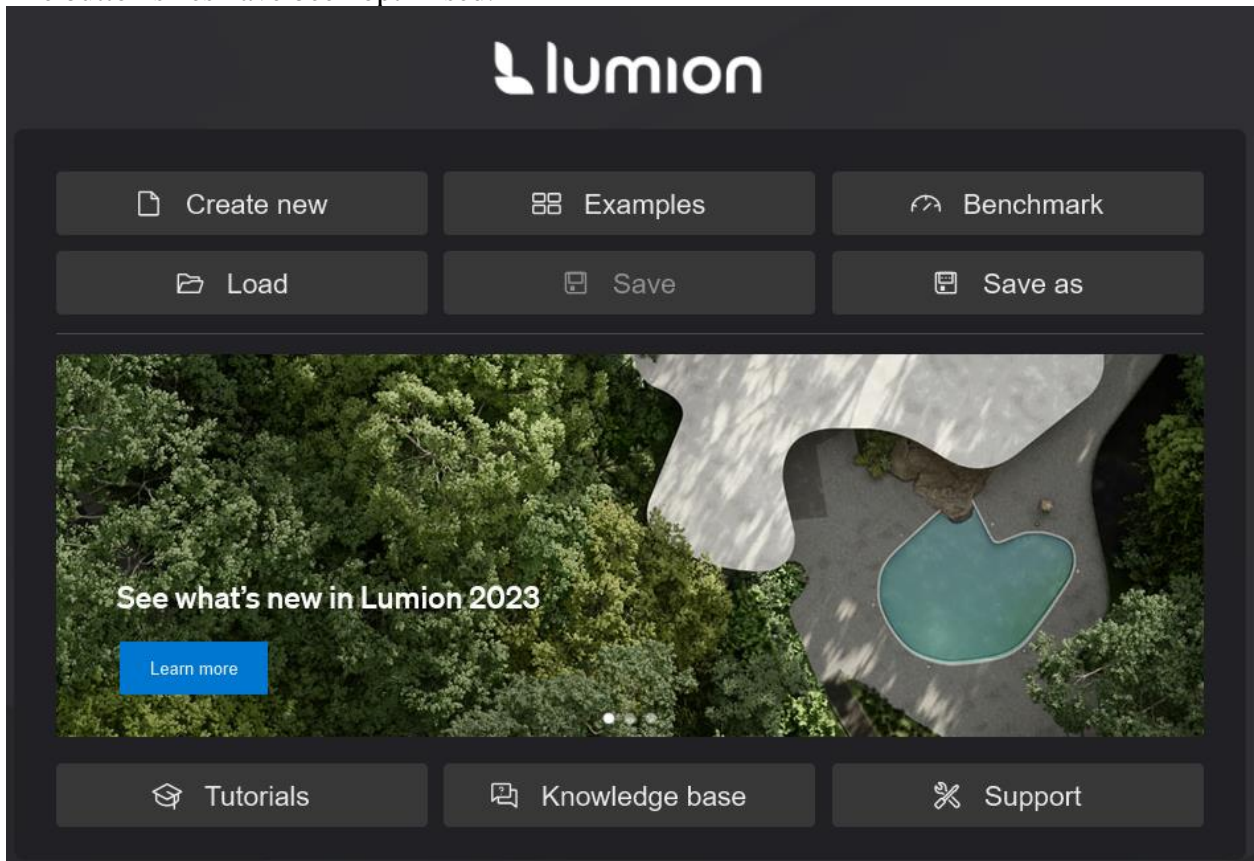 lumion
Create new
Examples
Benchmark
Load
Save
Save as
See what's new in Lumion 2023
Learn more
Tutorials
Knowledge base
Support